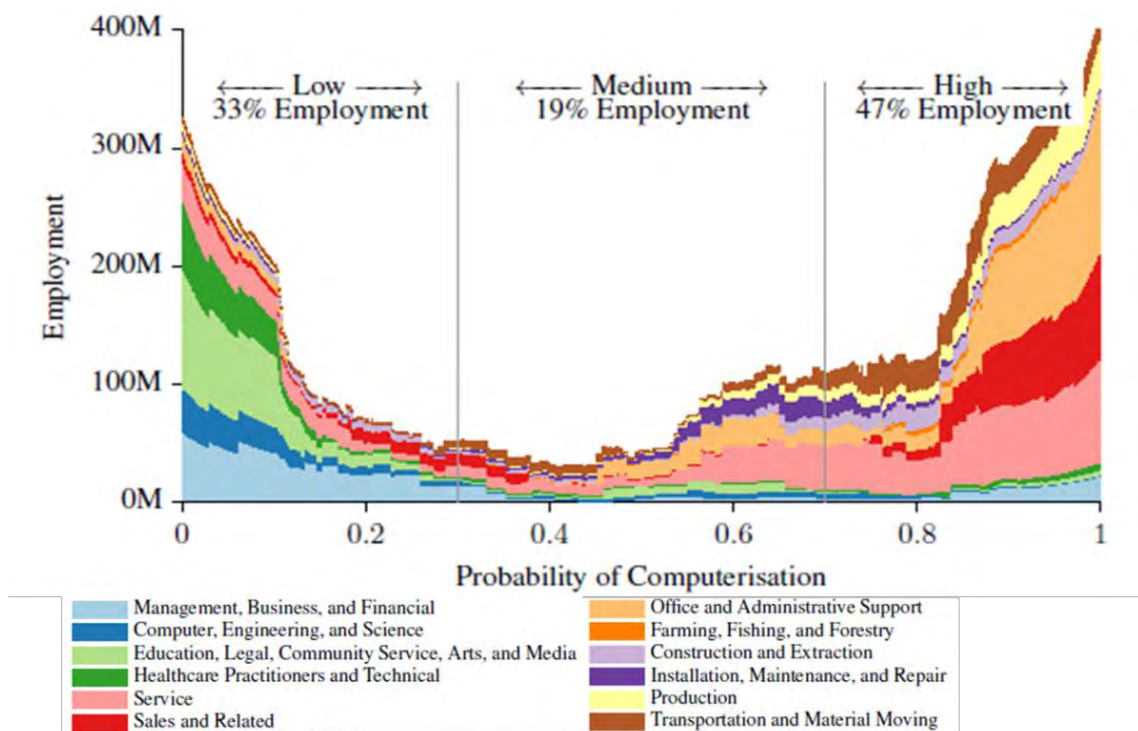 400M
300M
200M
100M
0M
Employment
← Low →
33% Employment
← Medium →
19% Employment
← High →
47% Employment
0 0.2 0.4 0.6 0.8 1
Probability of Computerisation
Management, Business, and Financial
Computer, Engineering, and Science
Education, Legal, Community Service, Arts, and Media
Healthcare Practitioners and Technical
Service
Sales and Related
Office and Administrative Support
Farming, Fishing, and Forestry
Construction and Extraction
Installation, Maintenance, and Repair
Production
Transportation and Material Moving